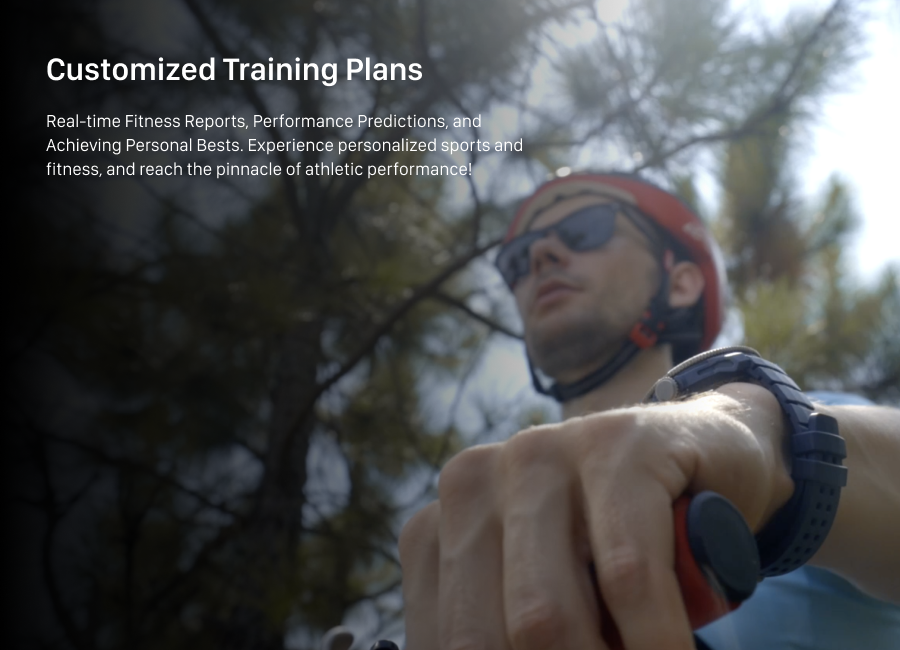 Customized Training Plans
Real-time Fitness Reports, Performance Predictions, and
Achieving Personal Bests. Experience personalized sports and
fitness, and reach the pinnacle of athletic performance!